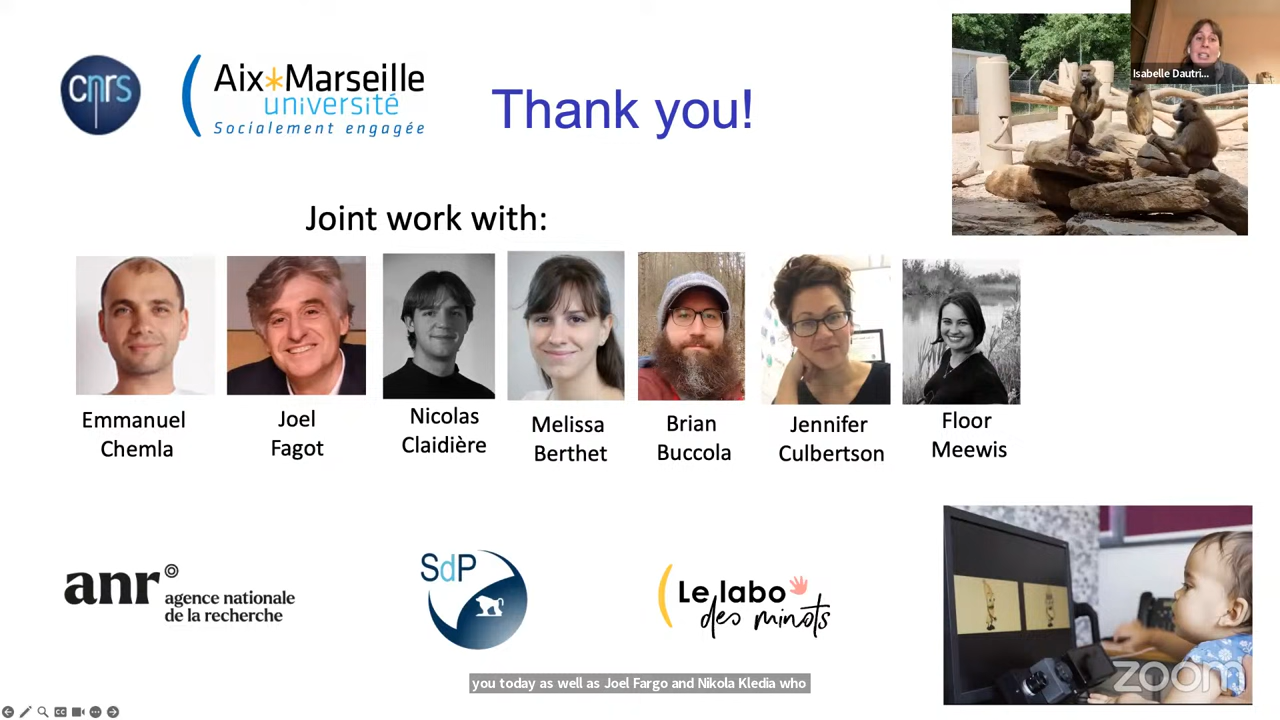 cnrs
Aix*Marseille
université
Socialement engagée
Thank you!
Isabelle Dautri...
Joint work with:
Emmanuel
Chemla
Joel
Fagot
Nicolas
Claidière
Melissa
Berthet
Brian
Buccola
Jennifer
Culbertson
Floor
Meewis
anr
agence nationale
de la recherche
SdP
Le labo
des minots
zoom
you today as well as Joel Fargo and Nikola Kledia who
CC